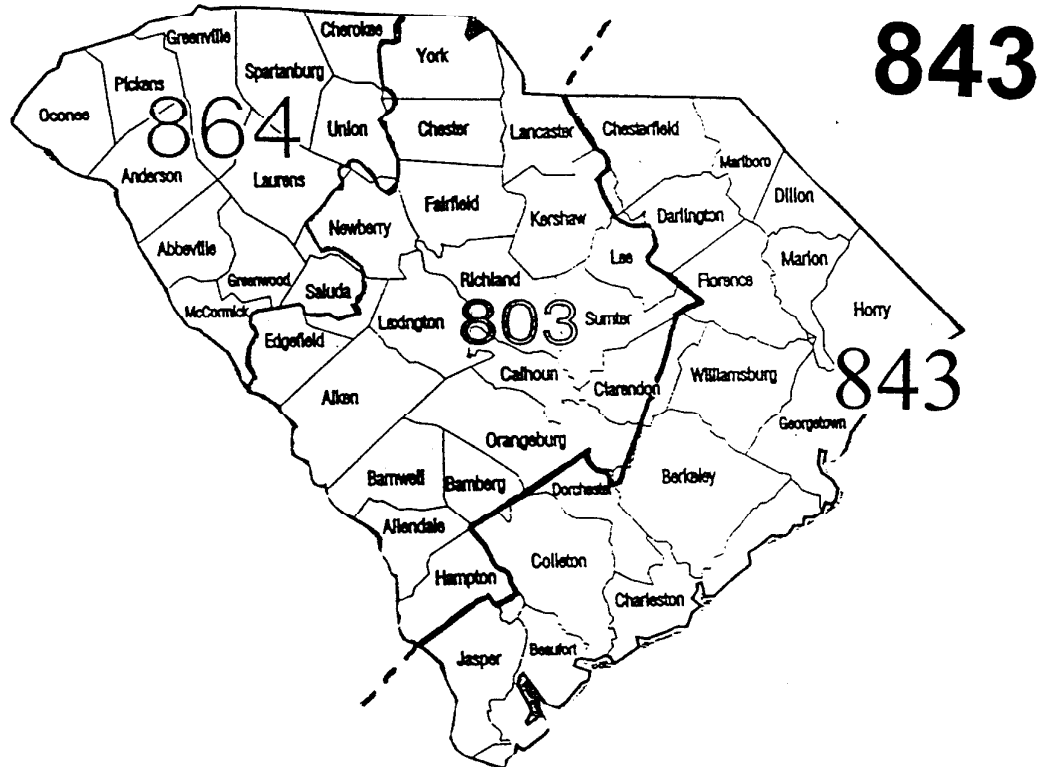 843
Cherokee
Greenville
York
Spartanburg
Pickens
Oconee
864
Union
Chester
Lancaster
Chesterfield
Marlboro
Anderson
Laurens
Dillon
Fairfield
Darlington
Kershaw
Newberry
Abbeville
Lee
Marion
Richland
Greenwood
Florence
Saluda
McCormick
Horry
Lexington
803
Sumter
Edgefield
Calhoun
Williamsburg
843
Clarendon
Aiken
Georgetown
Orangeburg
Barnwell
Bamberg
Berkeley
Dorchester
Allendale
Colleton
Hampton
Charleston
Beaufort
Jasper